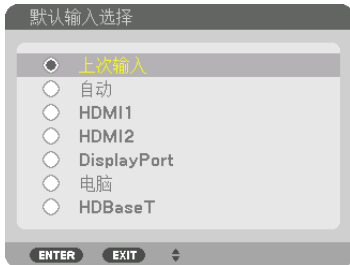 默认输入选择
上次输入
自动
HDMI1
HDMI2
DisplayPort
电脑
HDBaseT
ENTER EXIT